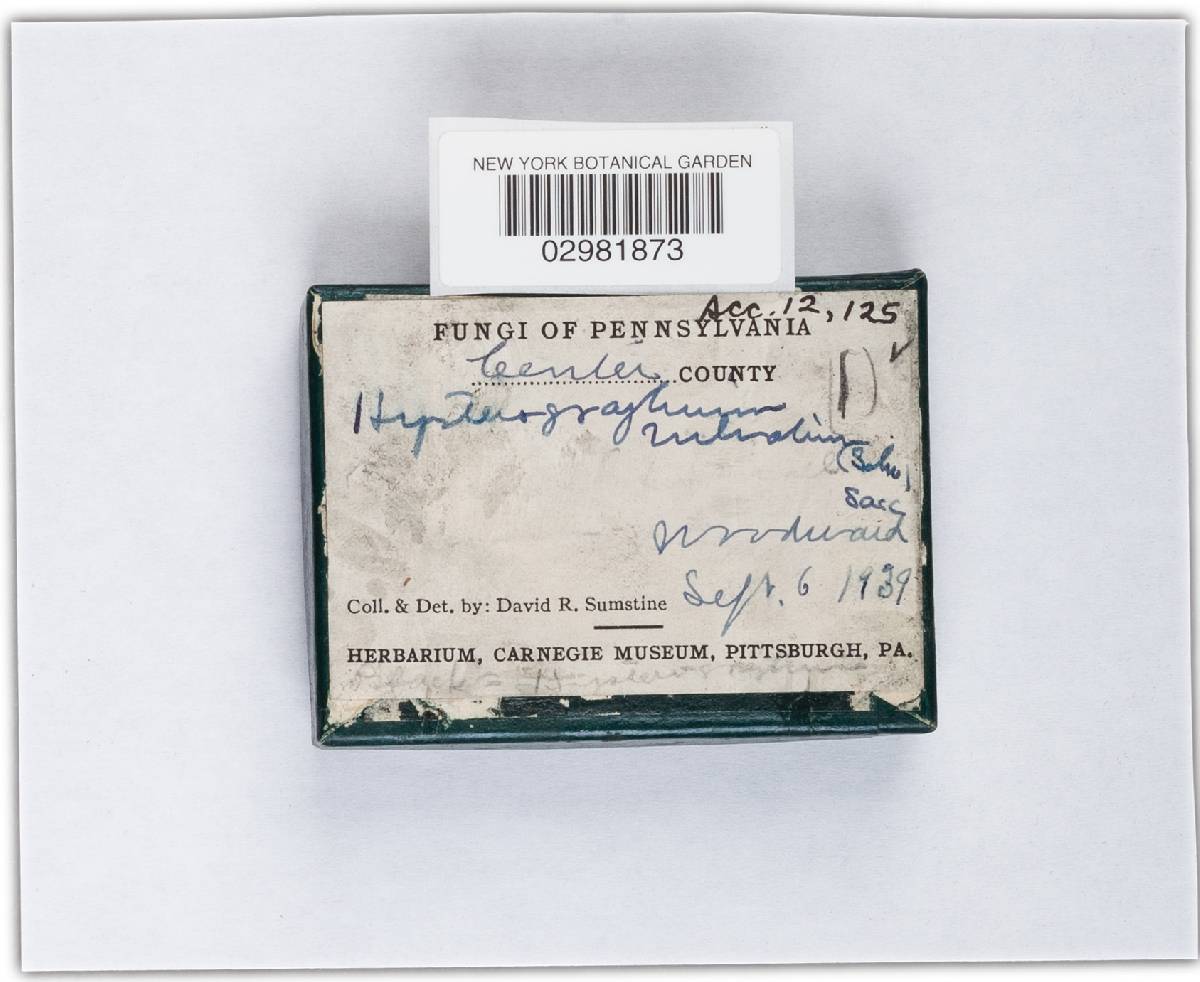 NEW YORK BOTANICAL GARDEN
02981873
Acc. 12,125
FUNGI OF PENNSYLVANIA
Center COUNTY
D ✓
Hysterographium
(Schw)
Sacc
Woodward
Sept. 6 1939
Coll. & Det. by: David R. Sumstine
HERBARIUM, CARNEGIE MUSEUM, PITTSBURGH, PA.